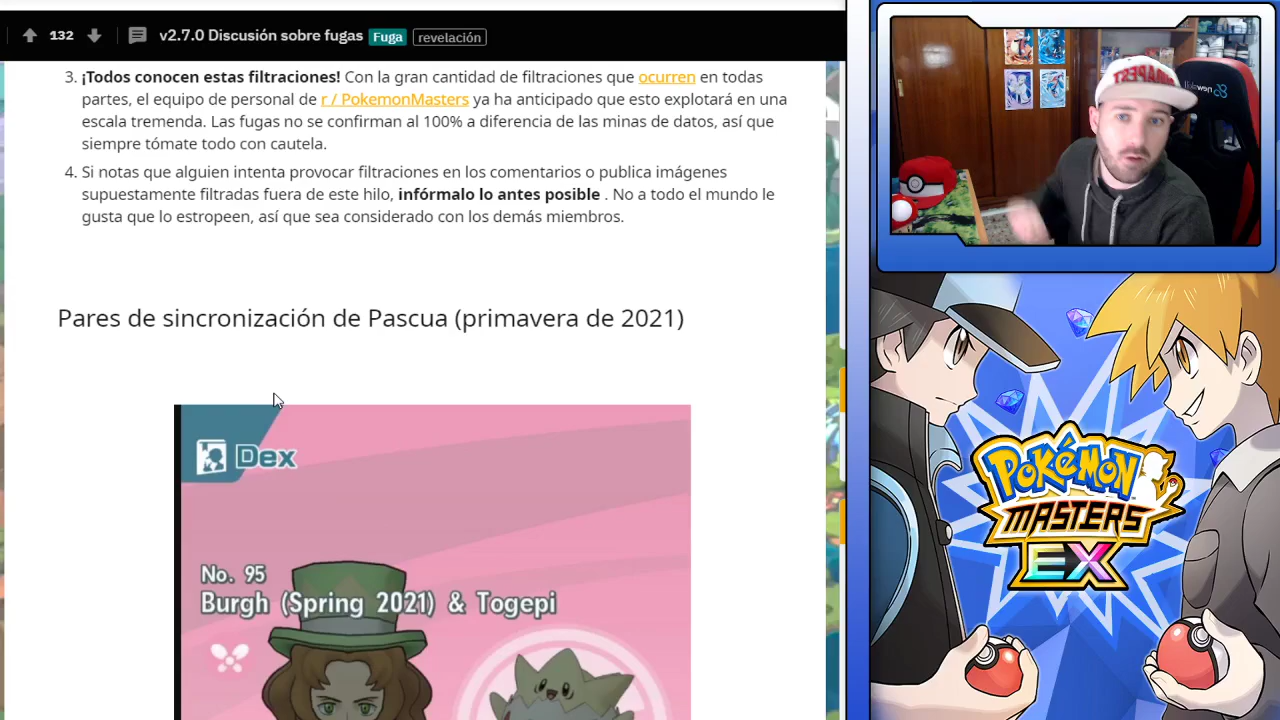 132 v2.7.0 Discusión sobre fugas Fuga revelación
3. ¡Todos conocen estas filtraciones! Con la gran cantidad de filtraciones que ocurren en todas
partes, el equipo de personal de r / PokemonMasters ya ha anticipado que esto explotará en una
escala tremenda. Las fugas no se confirman al 100% a diferencia de las minas de datos, así que
siempre tómate todo con cautela.
4. Si notas que alguien intenta provocar filtraciones en los comentarios o publica imágenes
supuestamente filtradas fuera de este hilo, infórmalo lo antes posible . No a todo el mundo le
gusta que lo estropeen, así que sea considerado con los demás miembros.
Pares de sincronización de Pascua (primavera de 2021)
Dex
No. 95
Burgh (Spring 2021) & Togepi
POKÉMON
MASTERS
EX